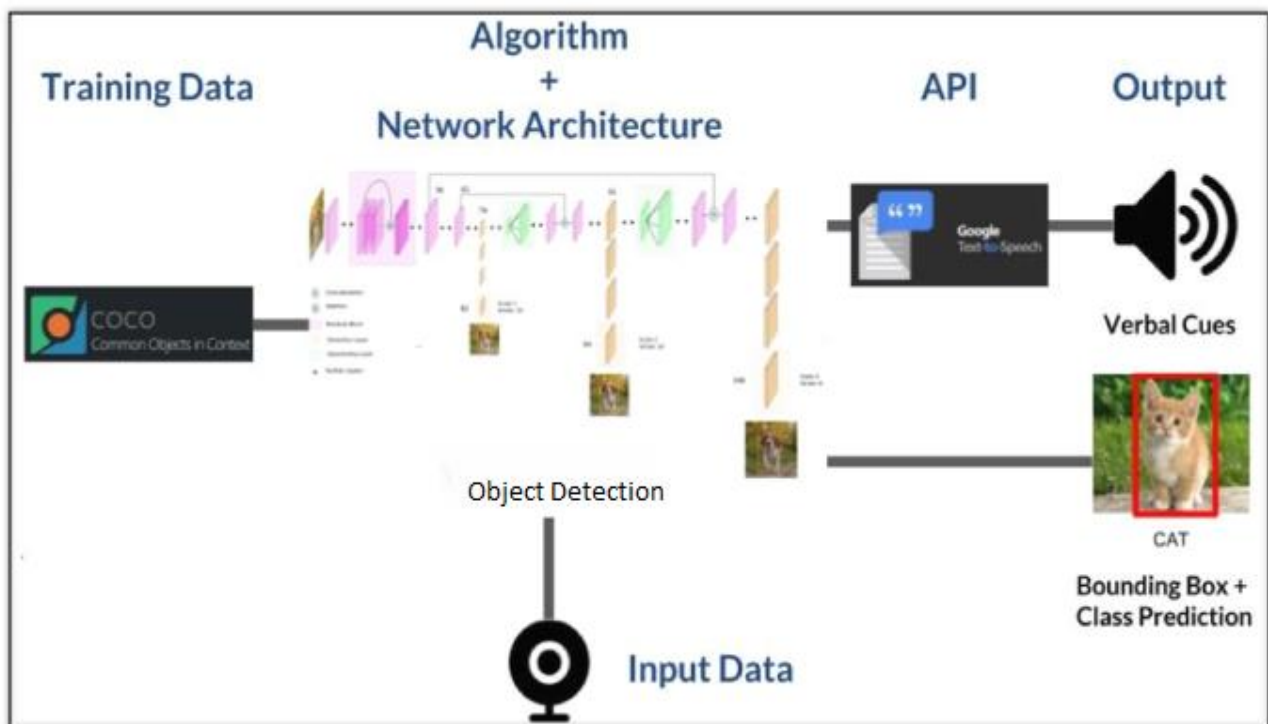 Algorithm
+
Network Architecture
Training Data
API
Output
COCO
Common Objects in Context
“ ”
Google
Text-to-Speech
Verbal Cues
Object Detection
CAT
Bounding Box +
Class Prediction
Input Data